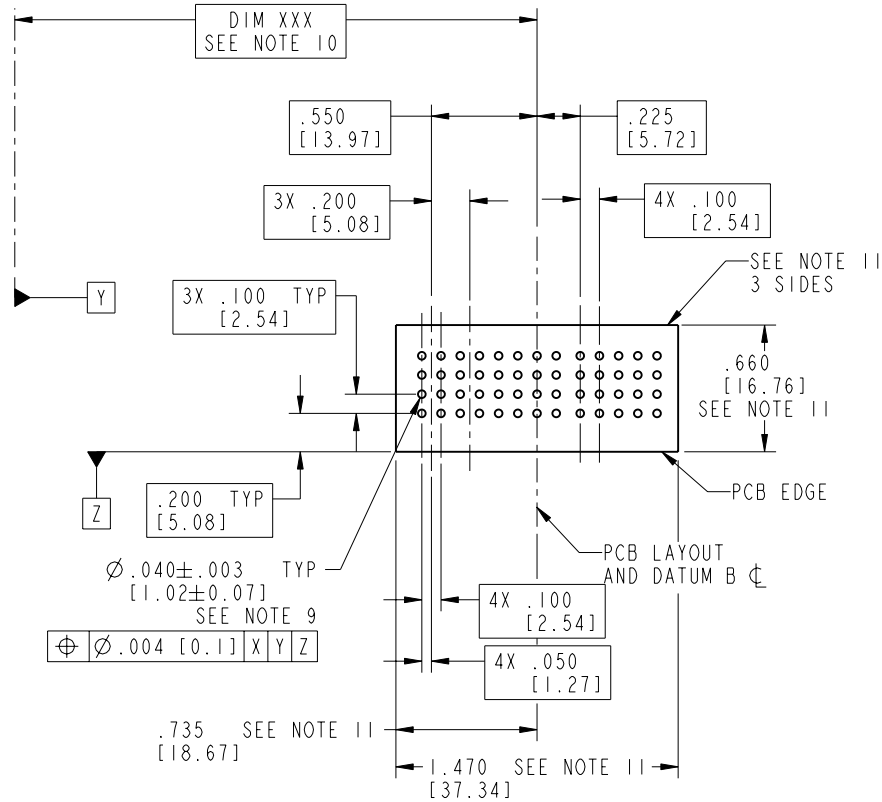 DIM XXX
SEE NOTE 10
.550
[13.97]
.225
[5.72]
3X .200
[5.08]
4X .100
[2.54]
SEE NOTE 11
3 SIDES
Y
3X .100 TYP
[2.54]
.660
[16.76]
SEE NOTE 11
Z
.200 TYP
[5.08]
PCB EDGE
PCB LAYOUT
AND DATUM B ℄
Ø.040±.003 TYP
[1.02±0.07]
SEE NOTE 9
⌖ Ø.004 [0.1] X Y Z
4X .100
[2.54]
4X .050
[1.27]
.735 SEE NOTE 11
[18.67]
1.470 SEE NOTE 11
[37.34]